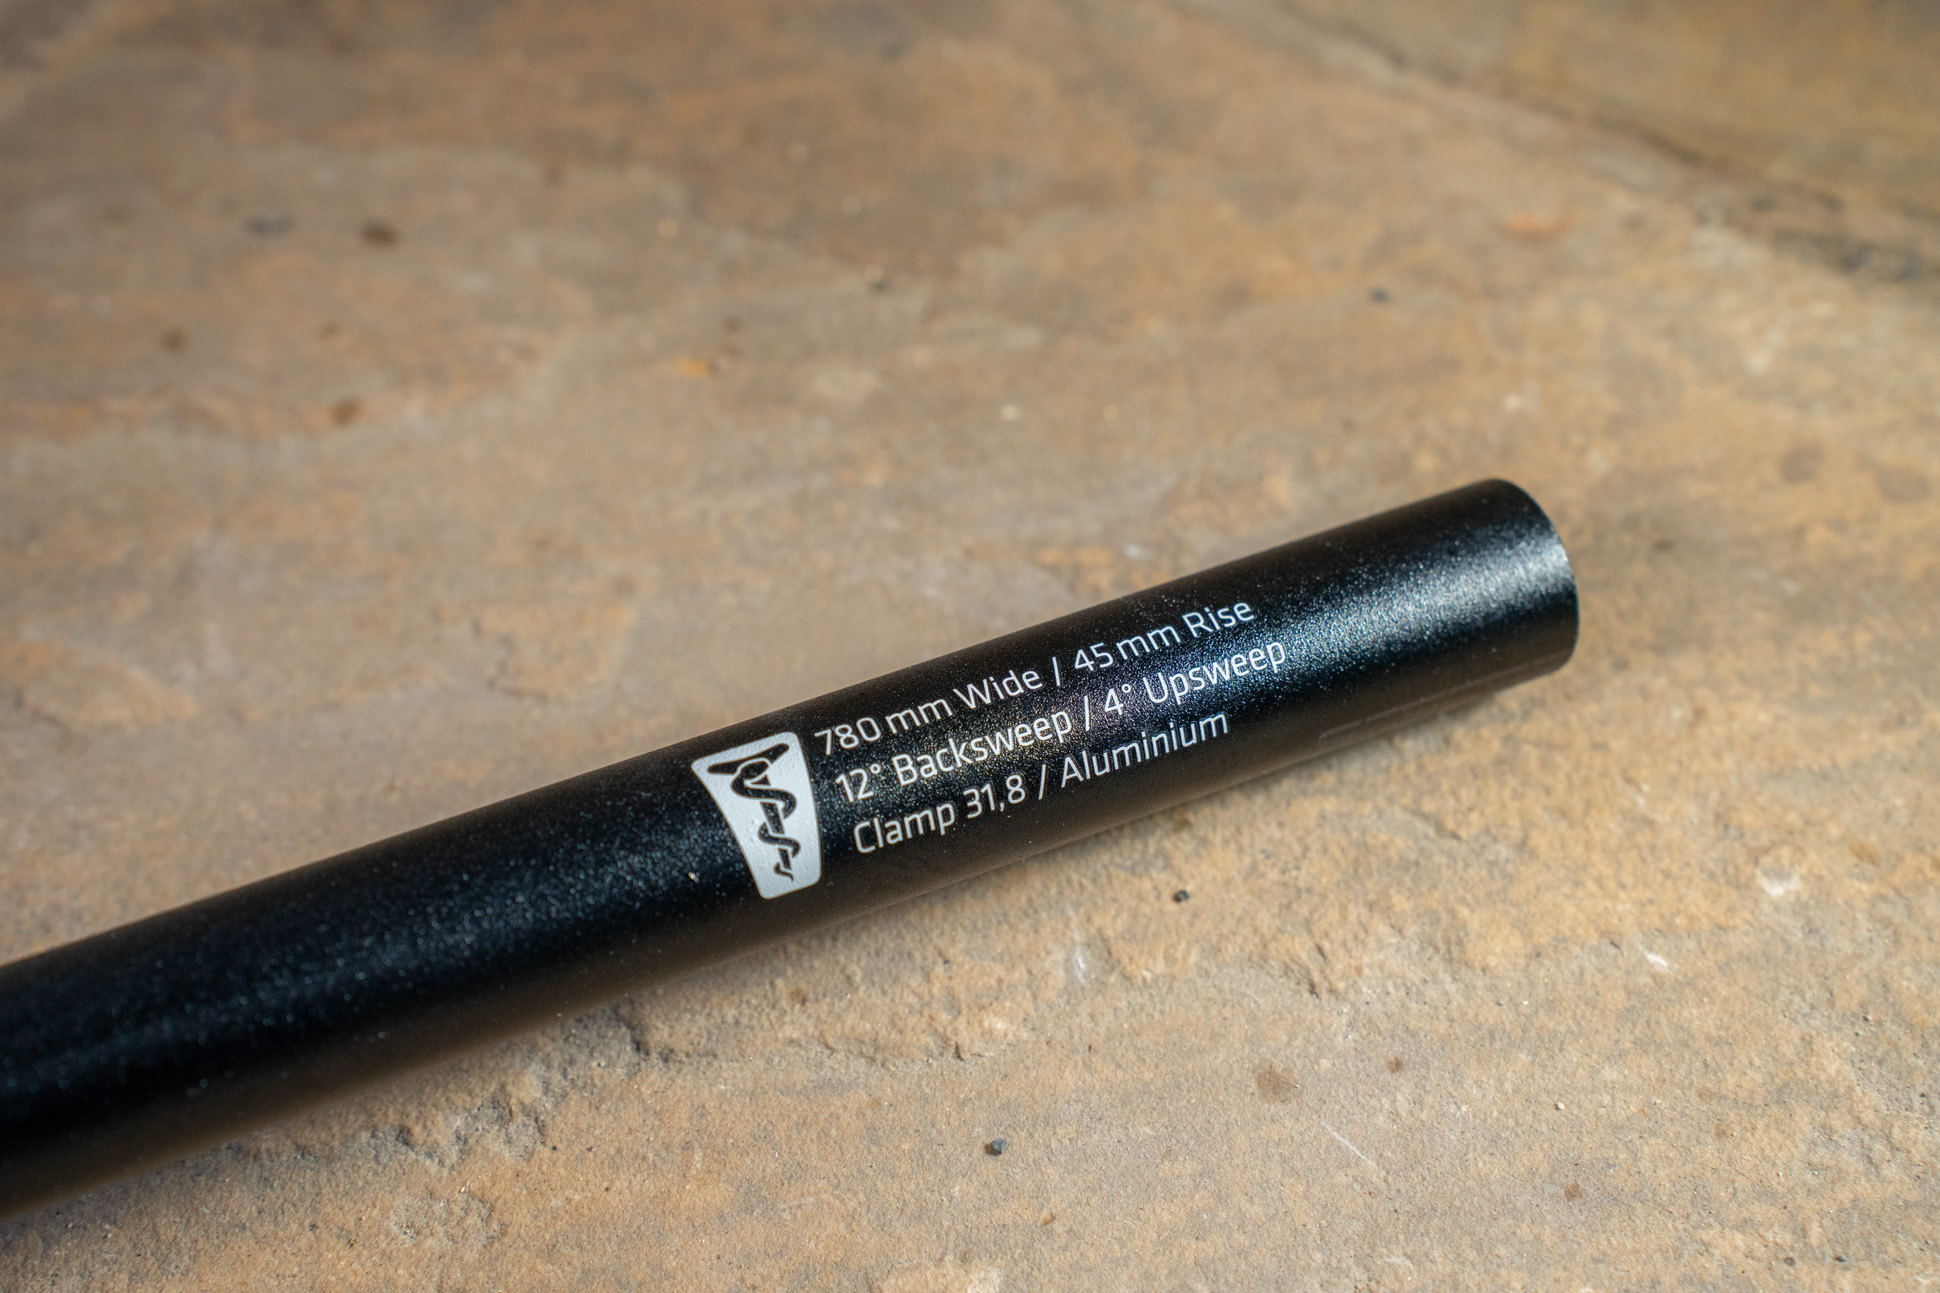 780 mm Wide / 45 mm Rise
12° Backsweep / 4° Upsweep
Clamp 31,8 / Aluminium